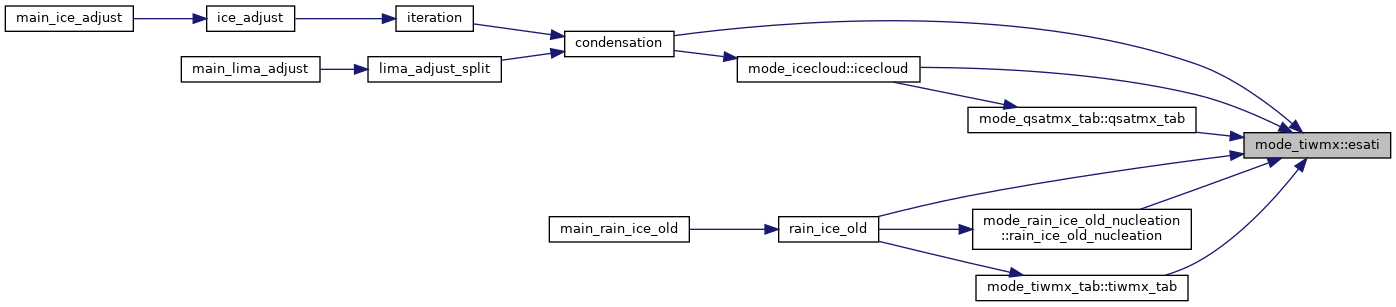 main_ice_adjust
ice_adjust
iteration
condensation
main_lima_adjust
lima_adjust_split
mode_icecloud::icecloud
mode_qsatmx_tab::qsatmx_tab
mode_tiwmx::esati
main_rain_ice_old
rain_ice_old
mode_rain_ice_old_nucleation
::rain_ice_old_nucleation
mode_tiwmx_tab::tiwmx_tab